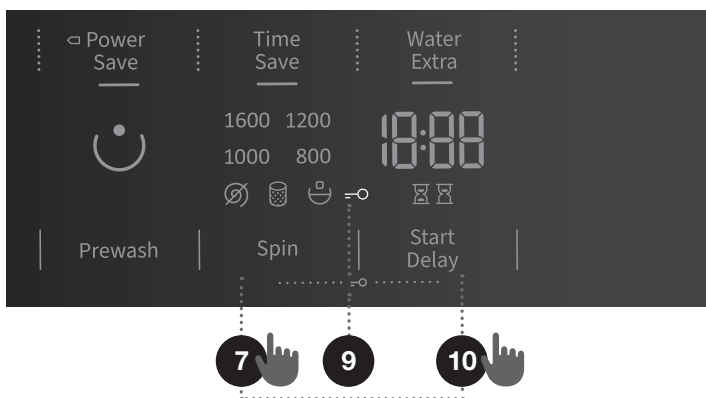 Power
Save
Time
Save
Water
Extra
1600 1200
1000 800
18:88
Prewash
Spin
Start
Delay
7
9
10